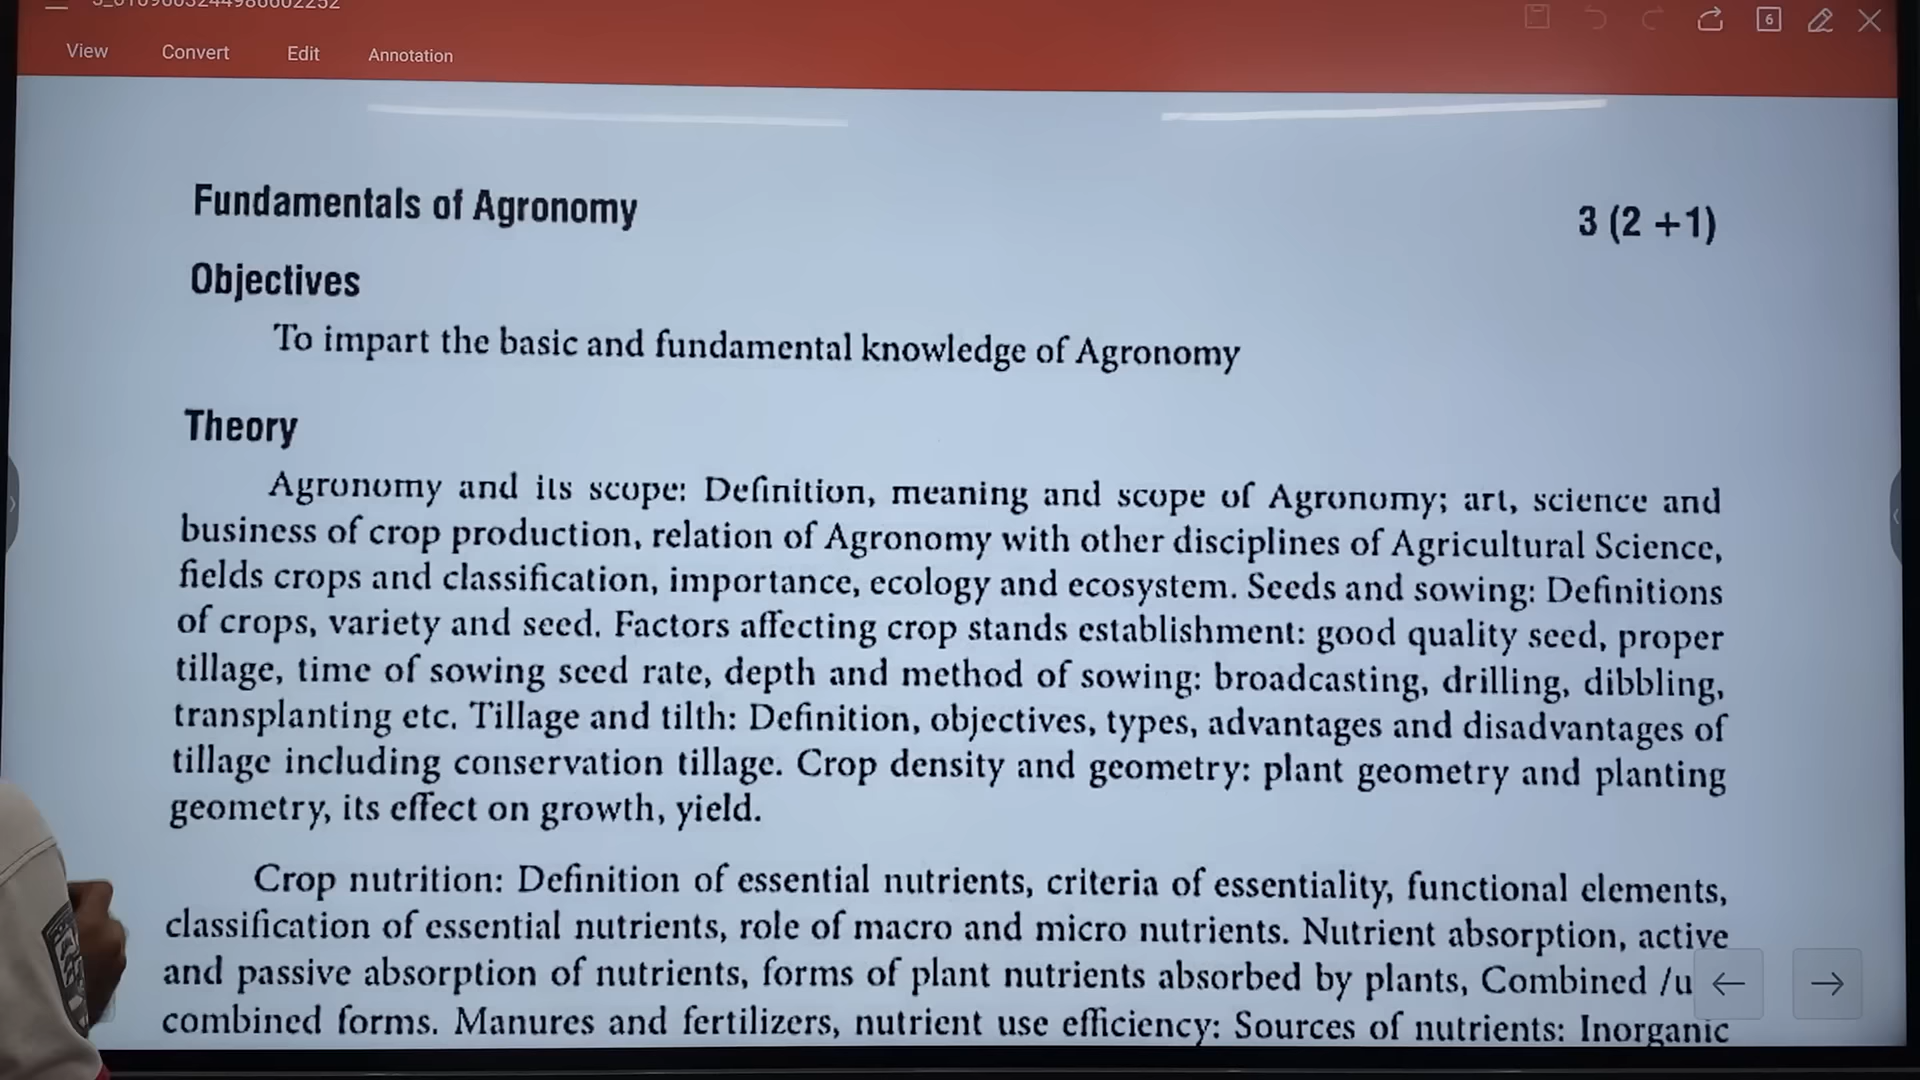 View Convert Edit Annotation
6
Fundamentals of Agronomy 3 (2 +1)
Objectives
To impart the basic and fundamental knowledge of Agronomy
Theory
Agronomy and its scope: Definition, meaning and scope of Agronomy; art, science and
business of crop production, relation of Agronomy with other disciplines of Agricultural Science,
fields crops and classification, importance, ecology and ecosystem. Seeds and sowing: Definitions
of crops, variety and seed. Factors affecting crop stands establishment: good quality seed, proper
tillage, time of sowing seed rate, depth and method of sowing: broadcasting, drilling, dibbling,
transplanting etc. Tillage and tilth: Definition, objectives, types, advantages and disadvantages of
tillage including conservation tillage. Crop density and geometry: plant geometry and planting
geometry, its effect on growth, yield.
Crop nutrition: Definition of essential nutrients, criteria of essentiality, functional elements,
classification of essential nutrients, role of macro and micro nutrients. Nutrient absorption, active
and passive absorption of nutrients, forms of plant nutrients absorbed by plants, Combined /u
combined forms. Manures and fertilizers, nutrient use efficiency: Sources of nutrients: Inorganic